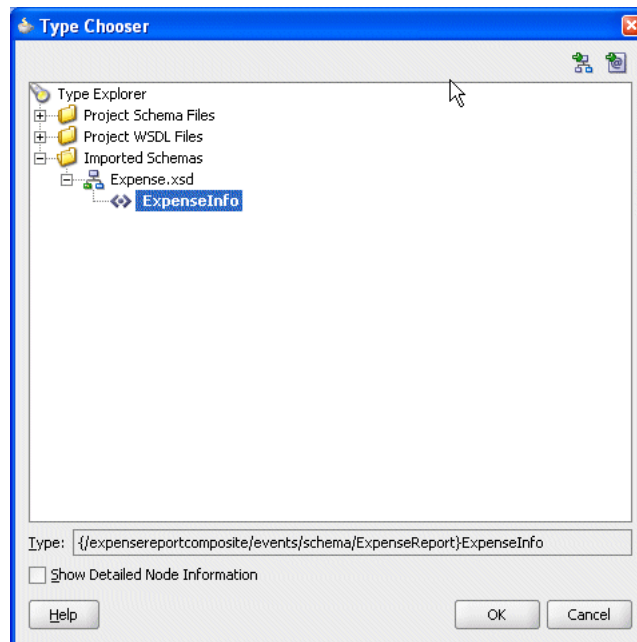 Type Chooser
Type Explorer
Project Schema Files
Project WSDL Files
Imported Schemas
Expense.xsd
ExpenseInfo
Type: {/expensereportcomposite/events/schema/ExpenseReport}ExpenseInfo
Show Detailed Node Information
Help OK Cancel